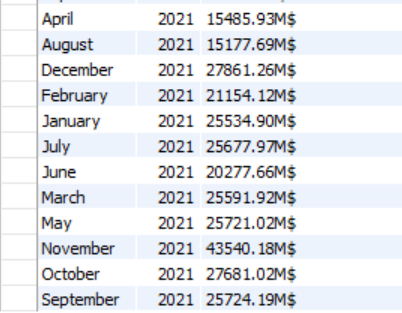 April 2021 15485.93M$
August 2021 15177.69M$
December 2021 27861.26M$
February 2021 21154.12M$
January 2021 25534.90M$
July 2021 25677.97M$
June 2021 20277.66M$
March 2021 25591.92M$
May 2021 25721.02M$
November 2021 43540.18M$
October 2021 27681.02M$
September 2021 25724.19M$